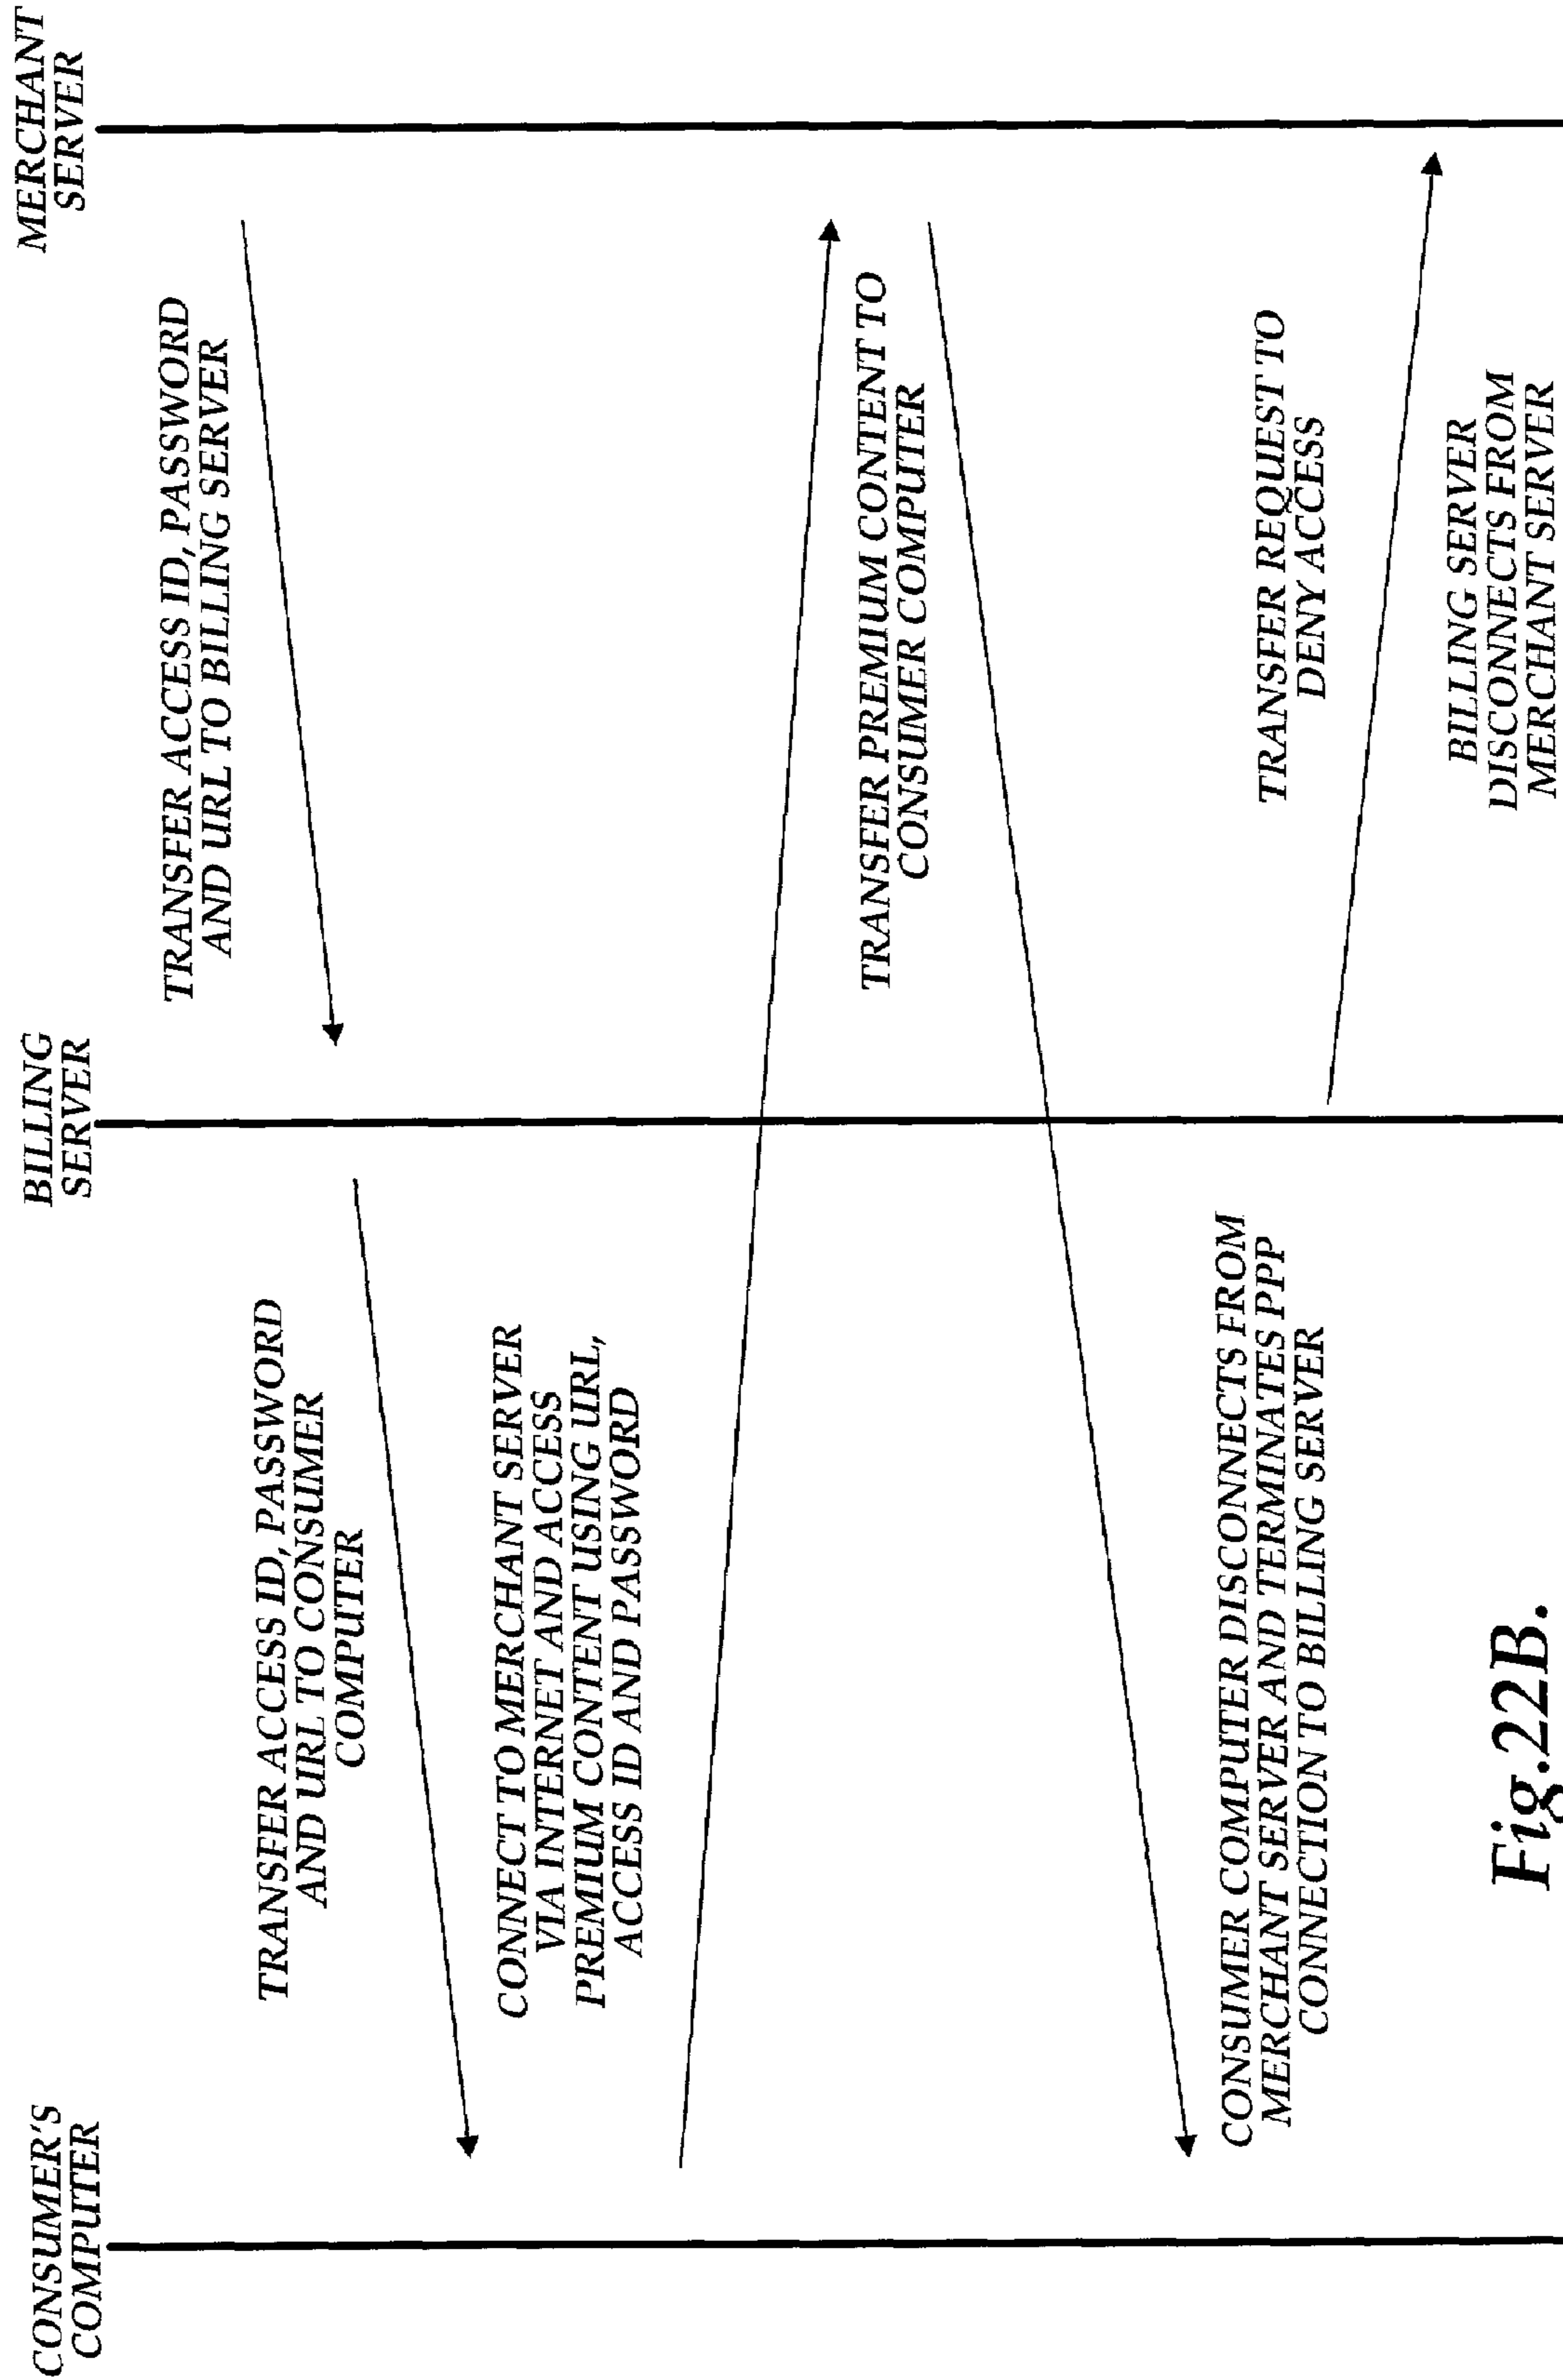 CONSUMER'S
COMPUTER
BILLING
SERVER
MERCHANT
SERVER
TRANSFER ACCESS ID, PASSWORD
AND URL TO BILLING SERVER
TRANSFER ACCESS ID, PASSWORD
AND URL TO CONSUMER
COMPUTER
CONNECT TO MERCHANT SERVER
VIA INTERNET AND ACCESS
PREMIUM CONTENT USING URL,
ACCESS ID AND PASSWORD
TRANSFER PREMIUM CONTENT TO
CONSUMER COMPUTER
CONSUMER COMPUTER DISCONNECTS FROM
MERCHANT SERVER AND TERMINATES PPP
CONNECTION TO BILLING SERVER
TRANSFER REQUEST TO
DENY ACCESS
BILLING SERVER
DISCONNECTS FROM
MERCHANT SERVER
Fig.22B.